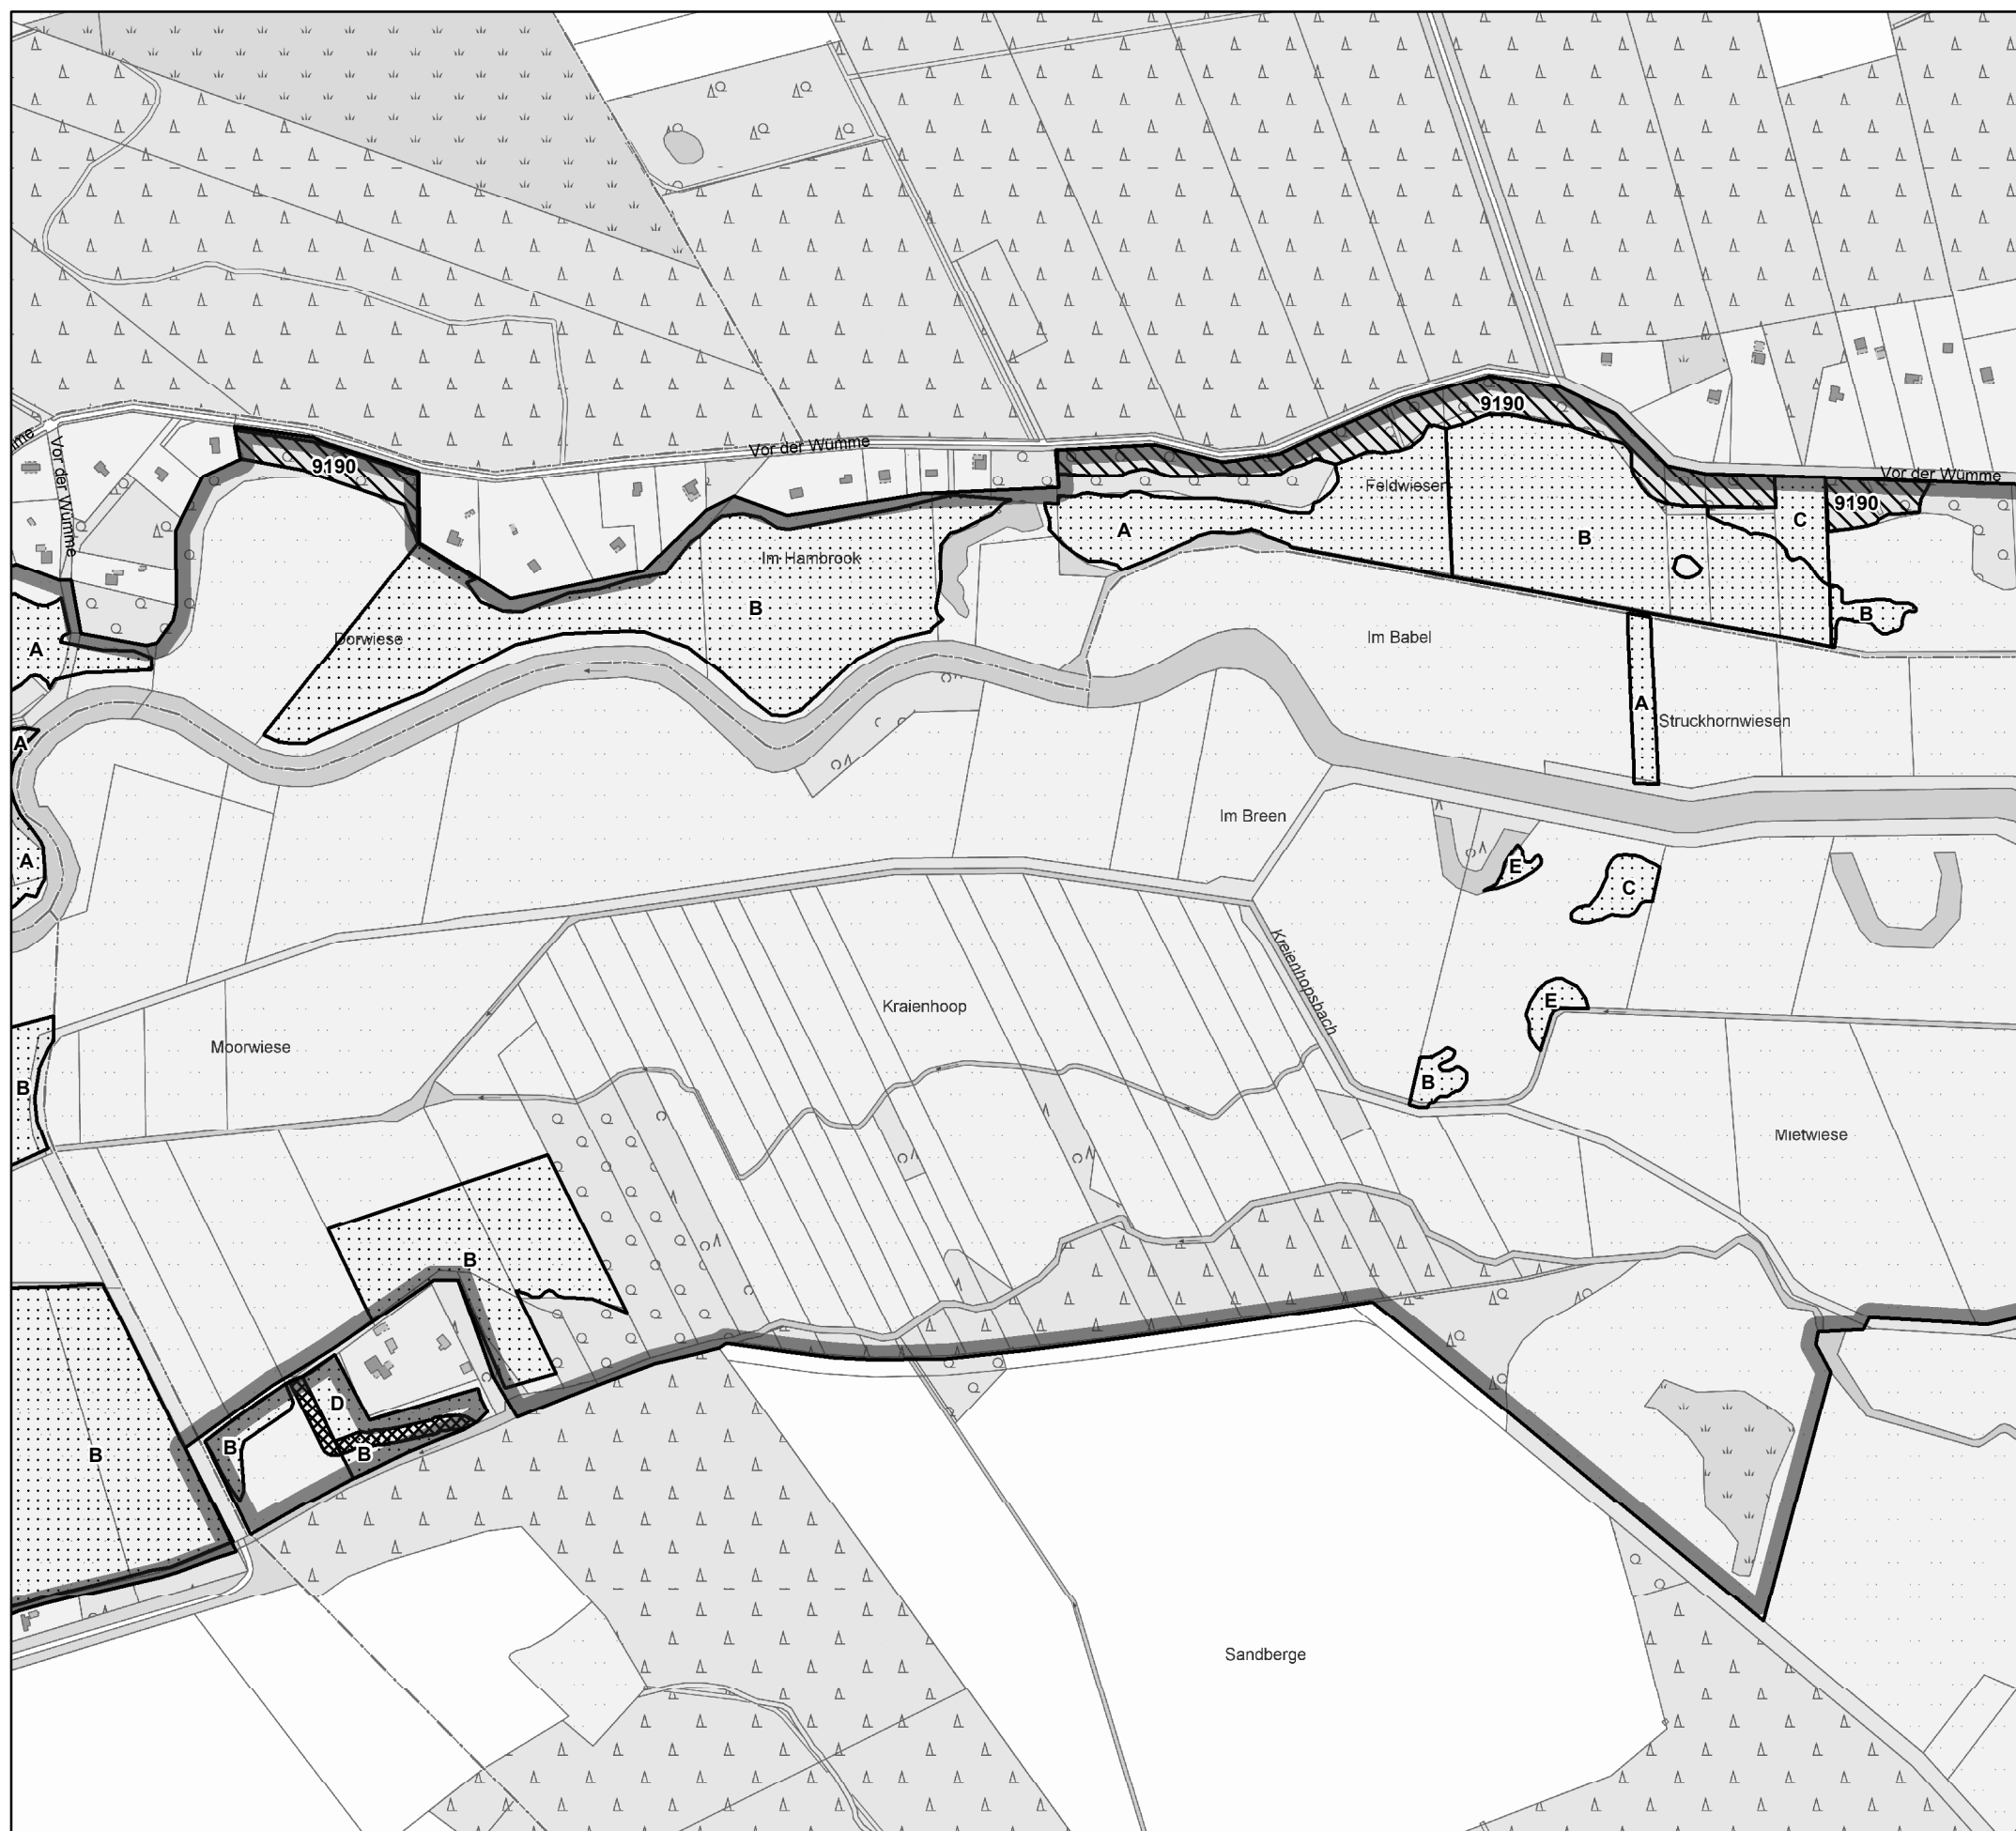 9190
Vor der Wümme
me
Vor der Wümme
9190
Vor der Wümme
9190
Feldwiesen
C
A
B
Im Hambrook
B
B
Dorwiese
Im Babel
A
A
Struckhornwiesen
A
Im Breen
A
E
C
Kreienhopsbach
E
Kraienhoop
Moorwiese
B
B
Mietwiese
B
D
B
B
B
Sandberge